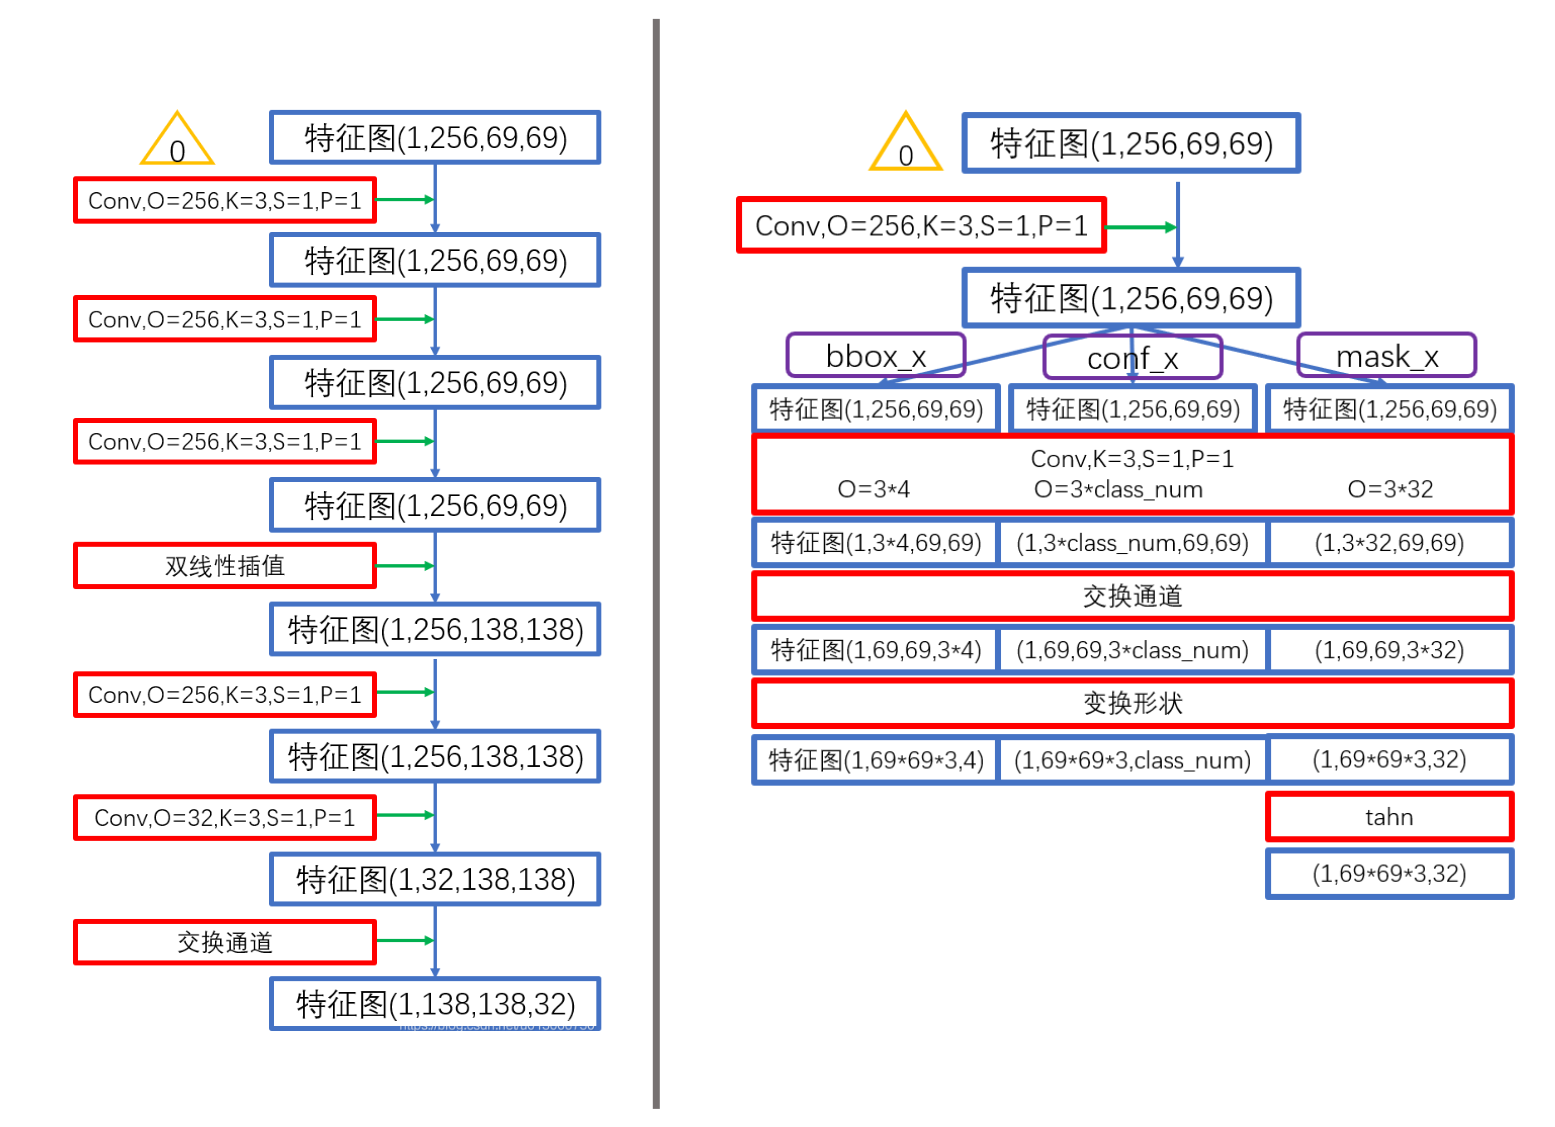 0
特征图(1,256,69,69)
Conv,O=256,K=3,S=1,P=1
特征图(1,256,69,69)
Conv,O=256,K=3,S=1,P=1
特征图(1,256,69,69)
Conv,O=256,K=3,S=1,P=1
特征图(1,256,69,69)
双线性插值
特征图(1,256,138,138)
Conv,O=256,K=3,S=1,P=1
特征图(1,256,138,138)
Conv,O=32,K=3,S=1,P=1
特征图(1,32,138,138)
交换通道
特征图(1,138,138,32)
0
特征图(1,256,69,69)
Conv,O=256,K=3,S=1,P=1
特征图(1,256,69,69)
bbox_x conf_x mask_x
特征图(1,256,69,69) 特征图(1,256,69,69) 特征图(1,256,69,69)
Conv,K=3,S=1,P=1
O=3*4 O=3*class_num O=3*32
特征图(1,3*4,69,69) (1,3*class_num,69,69) (1,3*32,69,69)
交换通道
特征图(1,69,69,3*4) (1,69,69,3*class_num) (1,69,69,3*32)
变换形状
特征图(1,69*69*3,4) (1,69*69*3,class_num) (1,69*69*3,32)
tahn
(1,69*69*3,32)